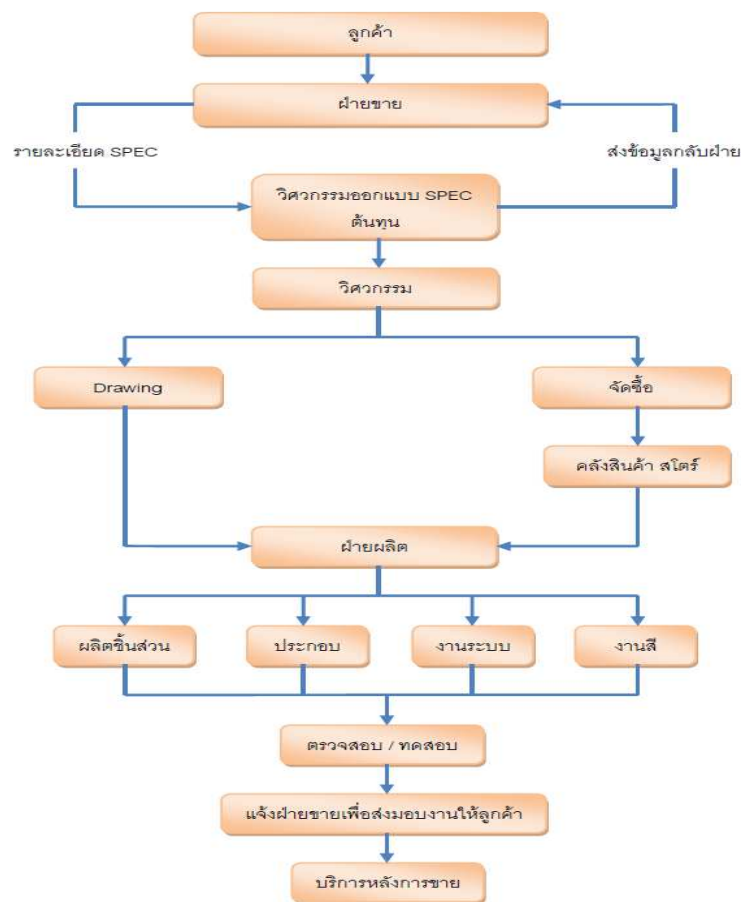 ลูกค้า
ฝ่ายขาย
รายละเอียด SPEC
ส่งข้อมูลกลับฝ่าย
วิศวกรรมออกแบบ SPEC
ต้นทุน
วิศวกรรม
Drawing
จัดซื้อ
คลังสินค้า สโตร์
ฝ่ายผลิต
ผลิตชิ้นส่วน
ประกอบ
งานระบบ
งานสี
ตรวจสอบ / ทดสอบ
แจ้งฝ่ายขายเพื่อส่งมอบงานให้ลูกค้า
บริการหลังการขาย